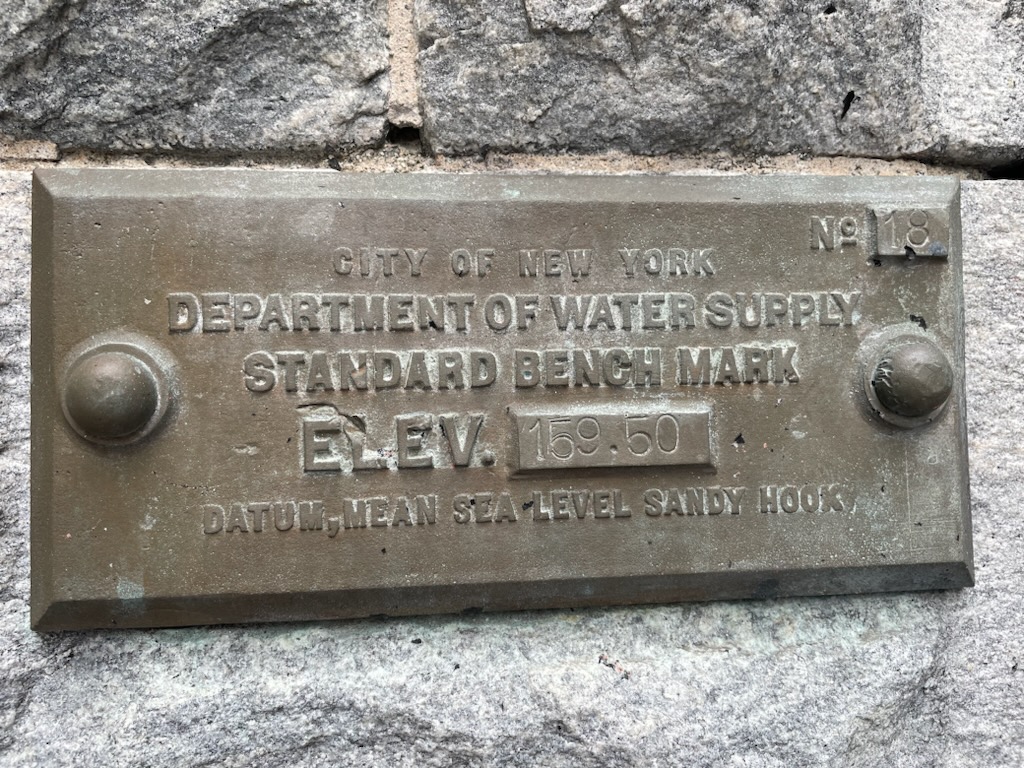 Nº 18
CITY OF NEW YORK
DEPARTMENT OF WATER SUPPLY
STANDARD BENCH MARK
ELEV. 159.50
DATUM, MEAN SEA LEVEL SANDY HOOK